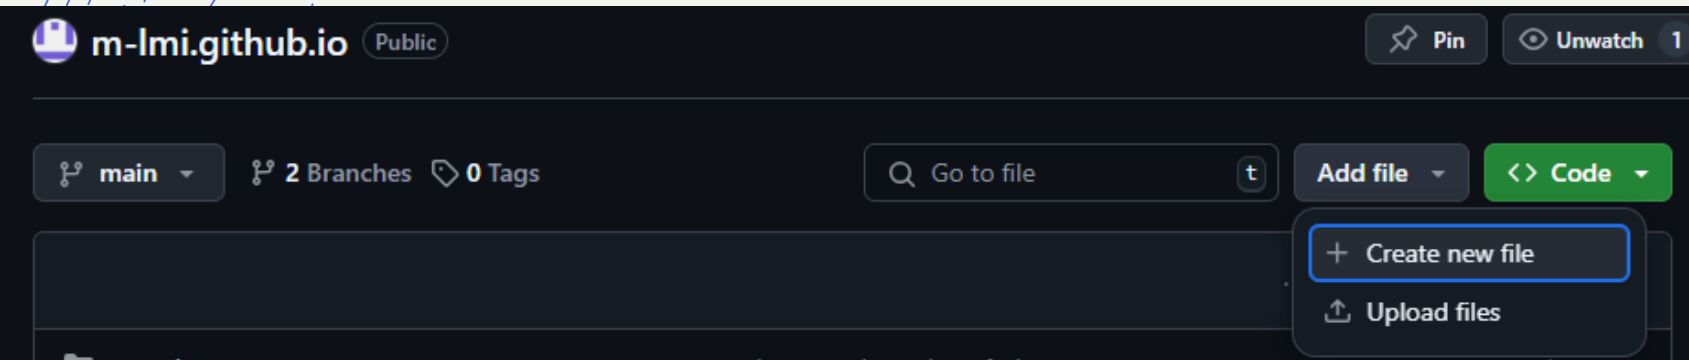 m-lmi.github.io Public Pin Unwatch 1
main 2 Branches 0 Tags Go to file t Add file <> Code
Create new file
Upload files